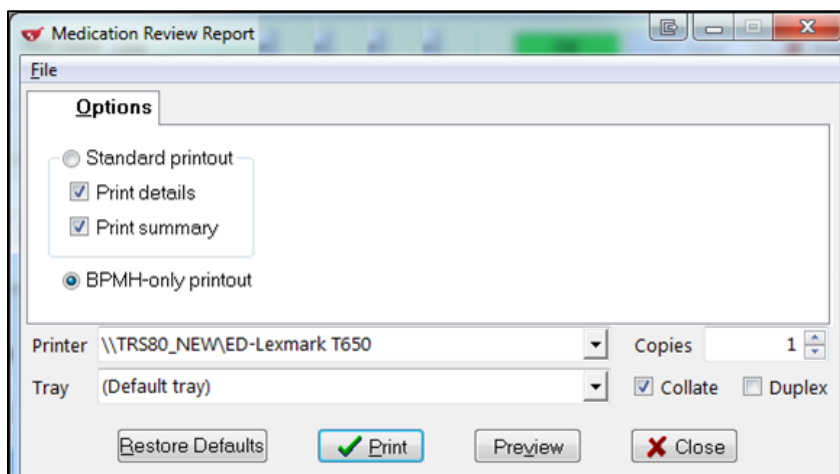 Medication Review Report
File
Options
Standard printout
Print details
Print summary
BPMH-only printout
Printer \\TRS80_NEW\ED-Lexmark T650 Copies 1
Tray (Default tray) Collate Duplex
Restore Defaults Print Preview Close